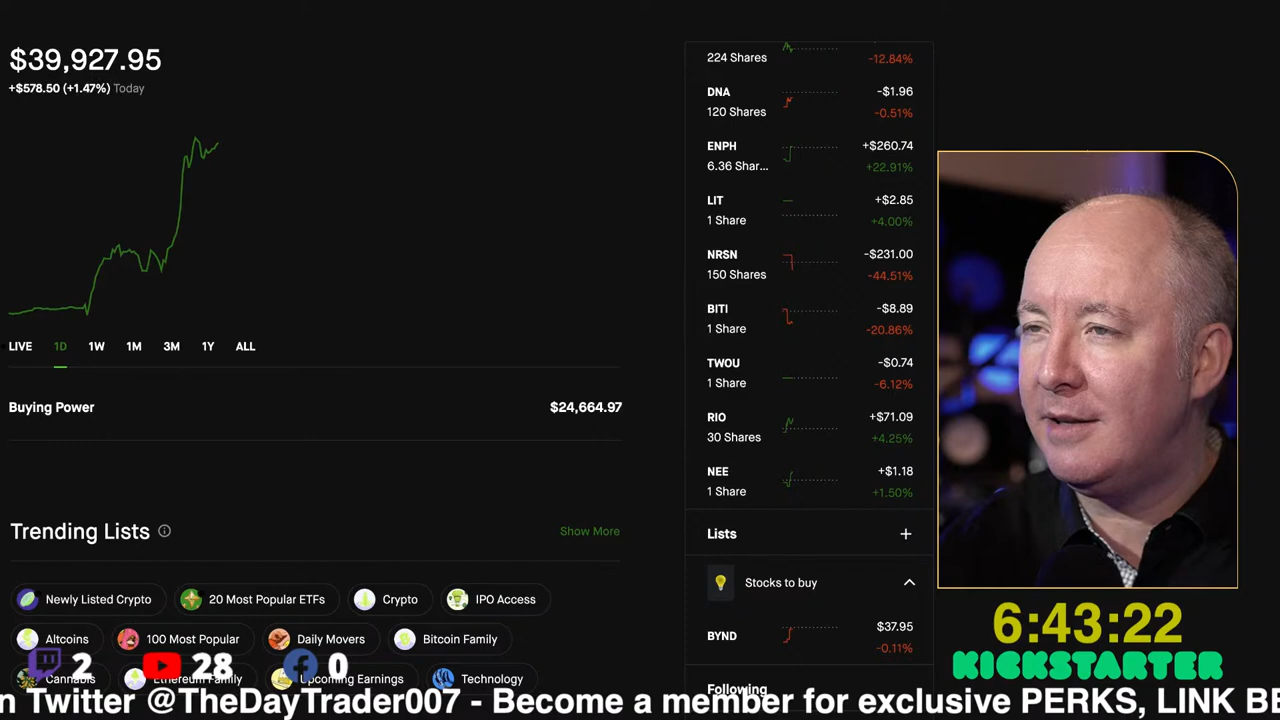 $39,927.95
+$578.50 (+1.47%) Today
LIVE 1D 1W 1M 3M 1Y ALL
Buying Power $24,664.97
Trending Lists Show More
Newly Listed Crypto 20 Most Popular ETFs Crypto IPO Access
Altcoins 100 Most Popular Daily Movers Bitcoin Family
Cannabis Ethereum Family Upcoming Earnings Technology
2 28 0
224 Shares -12.84%
DNA -$1.96
120 Shares -0.51%
ENPH +$260.74
6.36 Shar... +22.91%
LIT +$2.85
1 Share +4.00%
NRSN -$231.00
150 Shares -44.51%
BITI -$8.89
1 Share -20.86%
TWOU -$0.74
1 Share -6.12%
RIO +$71.09
30 Shares +4.25%
NEE +$1.18
1 Share +1.50%
Lists +
Stocks to buy
BYND $37.95
-0.11%
Following
6:43:22
KICKSTARTER
n Twitter @TheDayTrader007 - Become a member for exclusive PERKS, LINK BE